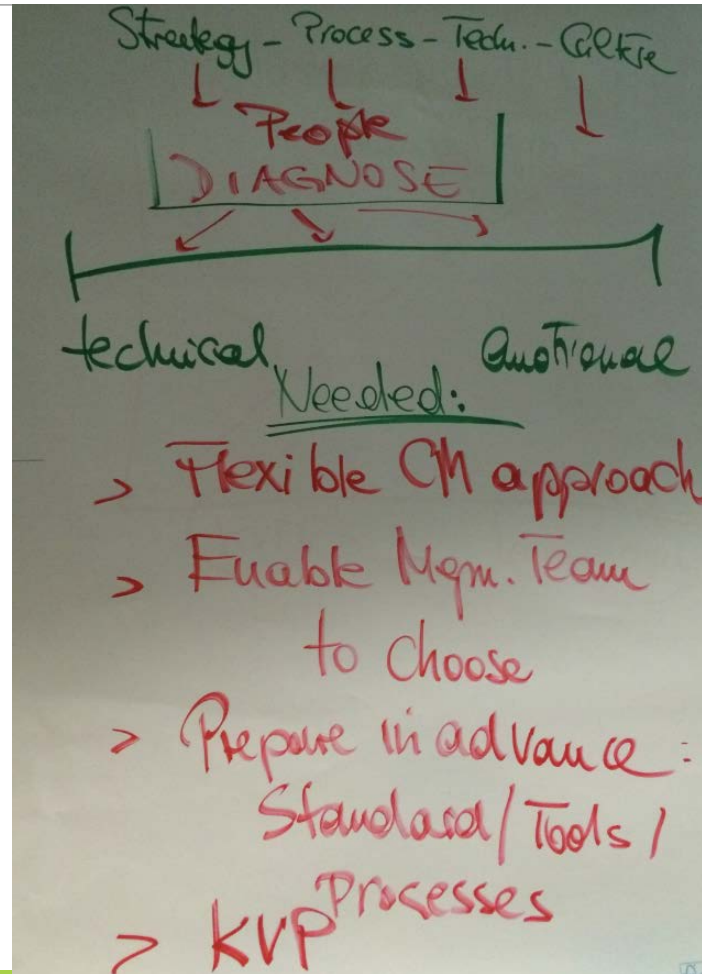 Strategy - Process - Techn. - Culture
People
DIAGNOSE
technical
emotional
Needed:
> Flexible CM approach
> Enable Mgm. Team
to choose
> Prepare in advance:
Standard/Tools/
Processes
> KVP